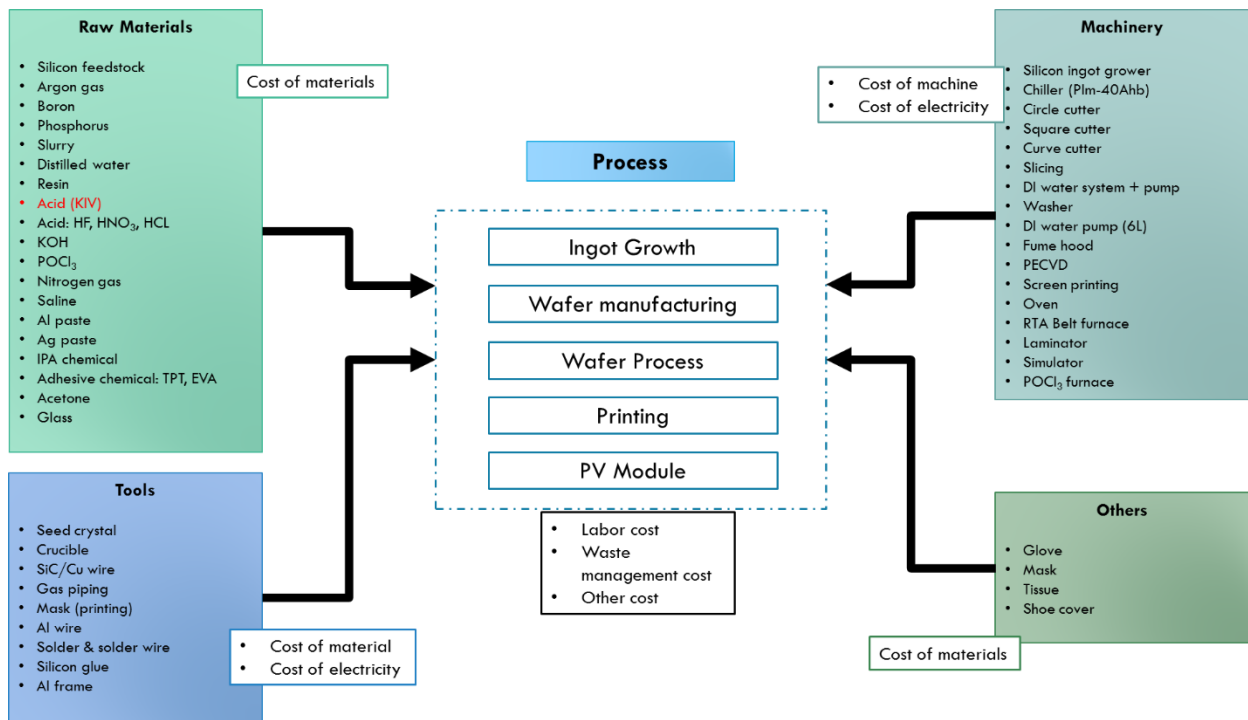 Raw Materials
Silicon feedstock
Argon gas
Boron
Phosphorus
Slurry
Distilled water
Resin
Acid (KIV)
Acid: HF, HNO₃, HCL
KOH
POCl₃
Nitrogen gas
Saline
Al paste
Ag paste
IPA chemical
Adhesive chemical: TPT, EVA
Acetone
Glass
Cost of materials
Tools
Seed crystal
Crucible
SiC/Cu wire
Gas piping
Mask (printing)
Al wire
Solder & solder wire
Silicon glue
Al frame
Cost of material
Cost of electricity
Process
Ingot Growth
Wafer manufacturing
Wafer Process
Printing
PV Module
Labor cost
Waste
management cost
Other cost
Machinery
Silicon ingot grower
Chiller (Plm-40Ahb)
Circle cutter
Square cutter
Curve cutter
Slicing
DI water system + pump
Washer
DI water pump (6L)
Fume hood
PECVD
Screen printing
Oven
RTA Belt furnace
Laminator
Simulator
POCl₃ furnace
Cost of machine
Cost of electricity
Others
Glove
Mask
Tissue
Shoe cover
Cost of materials